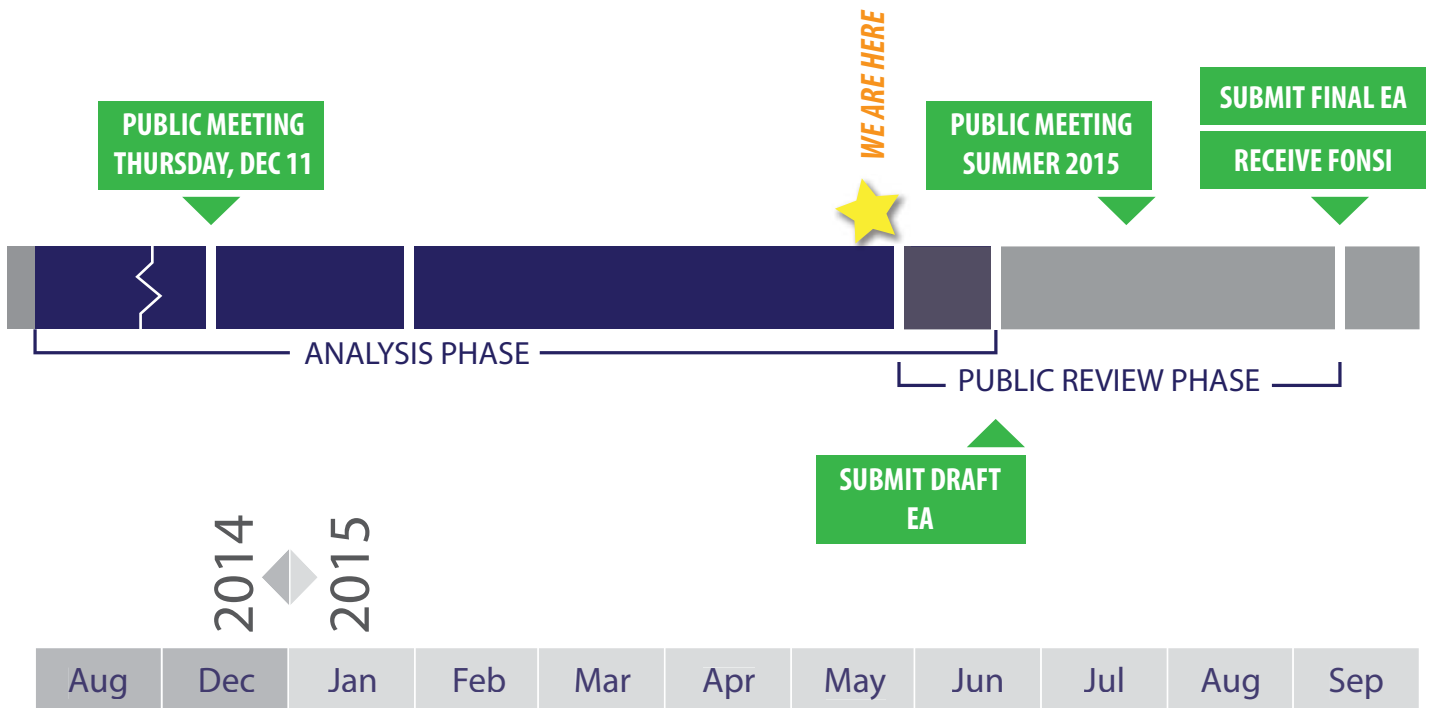 WE ARE HERE
PUBLIC MEETING
THURSDAY, DEC 11
PUBLIC MEETING
SUMMER 2015
SUBMIT FINAL EA
RECEIVE FONSI
ANALYSIS PHASE
PUBLIC REVIEW PHASE
SUBMIT DRAFT
EA
2014
2015
Aug Dec Jan Feb Mar Apr May Jun Jul Aug Sep